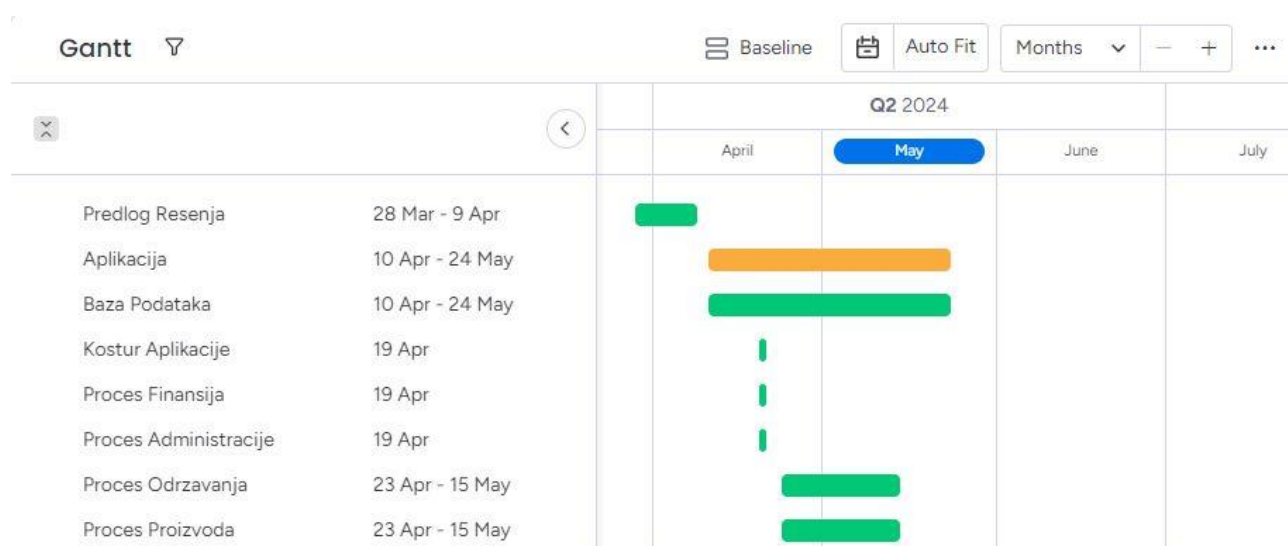 Gantt Baseline Auto Fit Months − + ...
Q2 2024
April May June July
Predlog Resenja 28 Mar - 9 Apr
Aplikacija 10 Apr - 24 May
Baza Podataka 10 Apr - 24 May
Kostur Aplikacije 19 Apr
Proces Finansija 19 Apr
Proces Administracije 19 Apr
Proces Odrzavanja 23 Apr - 15 May
Proces Proizvoda 23 Apr - 15 May